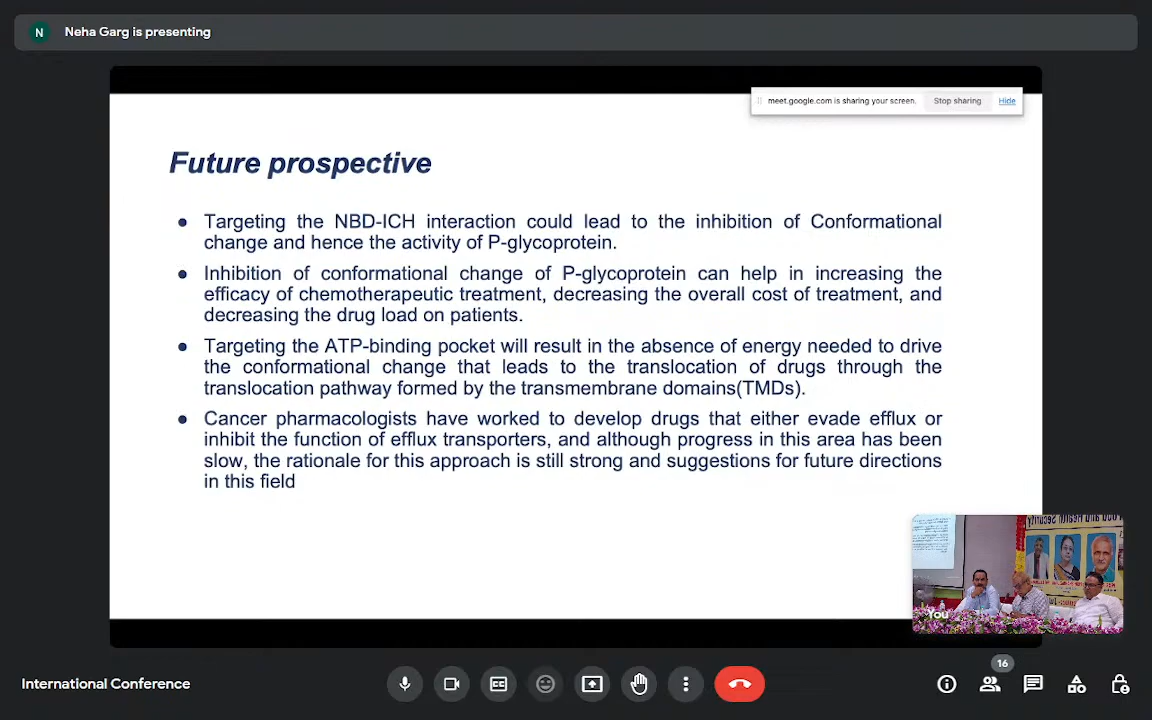 N Neha Garg is presenting
meet.google.com is sharing your screen. Stop sharing Hide
Future prospective
● Targeting the NBD-ICH interaction could lead to the inhibition of Conformational
change and hence the activity of P-glycoprotein.
● Inhibition of conformational change of P-glycoprotein can help in increasing the
efficacy of chemotherapeutic treatment, decreasing the overall cost of treatment, and
decreasing the drug load on patients.
● Targeting the ATP-binding pocket will result in the absence of energy needed to drive
the conformational change that leads to the translocation of drugs through the
translocation pathway formed by the transmembrane domains(TMDs).
● Cancer pharmacologists have worked to develop drugs that either evade efflux or
inhibit the function of efflux transporters, and although progress in this area has been
slow, the rationale for this approach is still strong and suggestions for future directions
in this field
and Health Security
You
International Conference
16